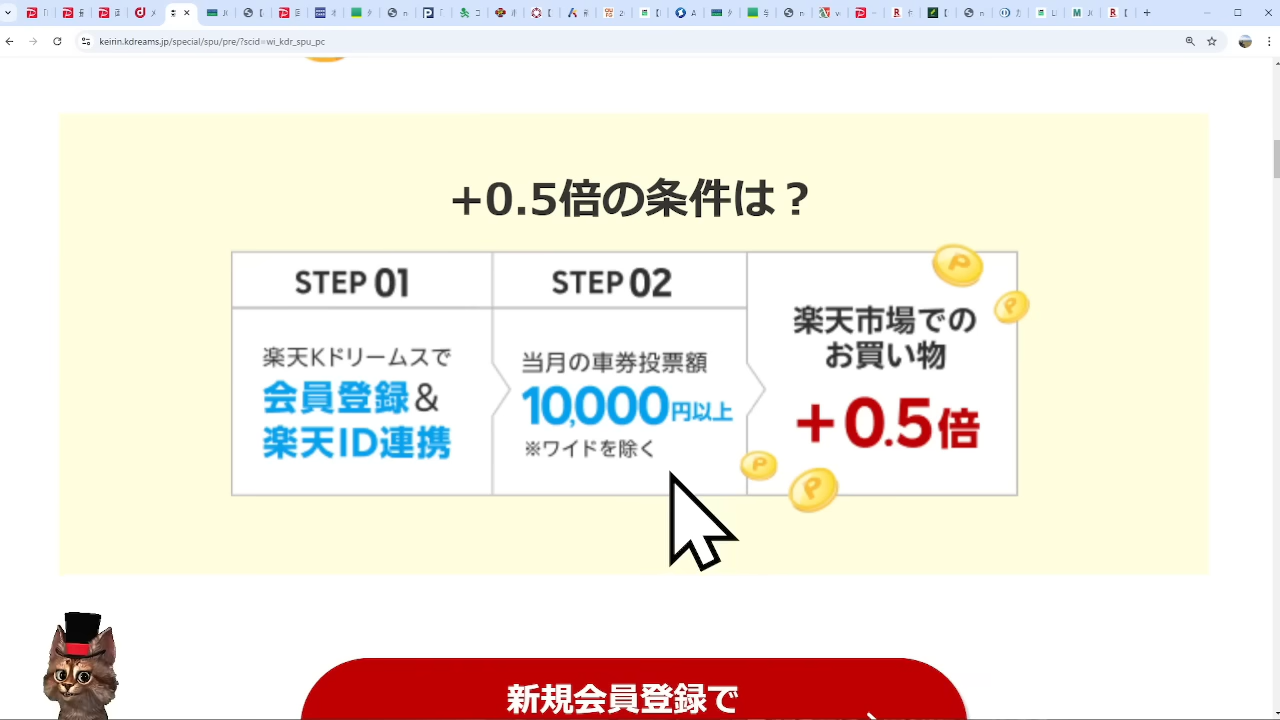 keirin.kdreams.jp/special/spu/pre/?scid=wi_kdr_spu_pc
+0.5倍の条件は？
STEP 01
楽天Kドリームスで
会員登録&
楽天ID連携
STEP 02
当月の車券投票額
10,000円以上
※ワイドを除く
楽天市場での
お買い物
+0.5倍
新規会員登録で